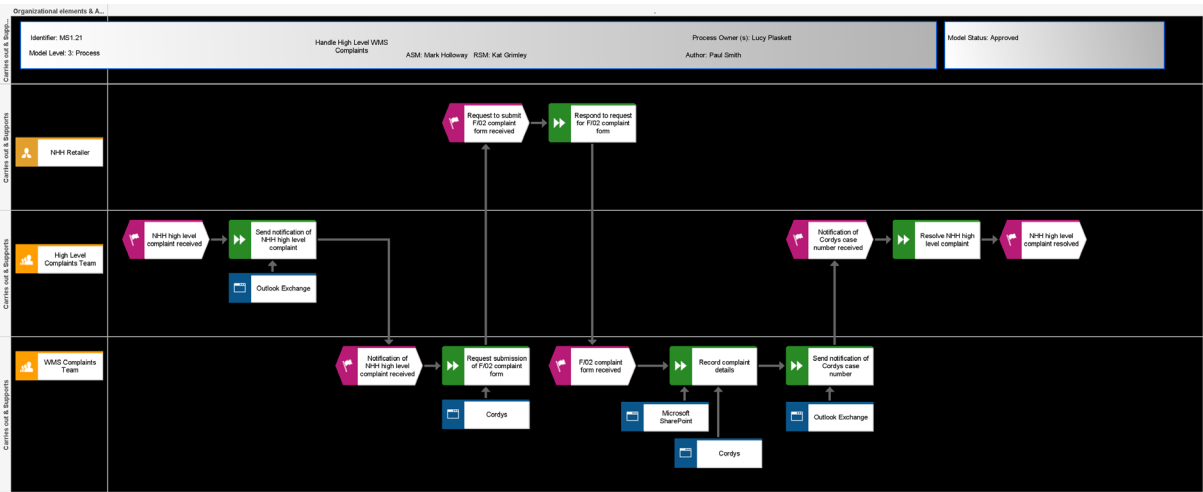 Organizational elements & A...
Carries out & Supp...
Identifier: MS1.21
Model Level: 3: Process
Handle High Level WMS
Complaints
ASM: Mark Holloway RSM: Kat Grimley
Process Owner (s): Lucy Plaskett
Author: Paul Smith
Model Status: Approved
Carries out & Supports
NHH Retailer
Request to submit
F/02 complaint
form received
Respond to request
for F/02 complaint
form
Carries out & Supports
High Level
Complaints Team
NHH high level
complaint received
Send notification of
NHH high level
complaint
Outlook Exchange
Notification of
Cordys case
number received
Resolve NHH high
level complaint
NHH high level
complaint resolved
Carries out & Supports
WMS Complaints
Team
Notification of
NHH high level
complaint received
Request submission
of F/02 complaint
form
Cordys
F/02 complaint
form received
Record complaint
details
Microsoft
SharePoint
Cordys
Send notification of
Cordys case
number
Outlook Exchange